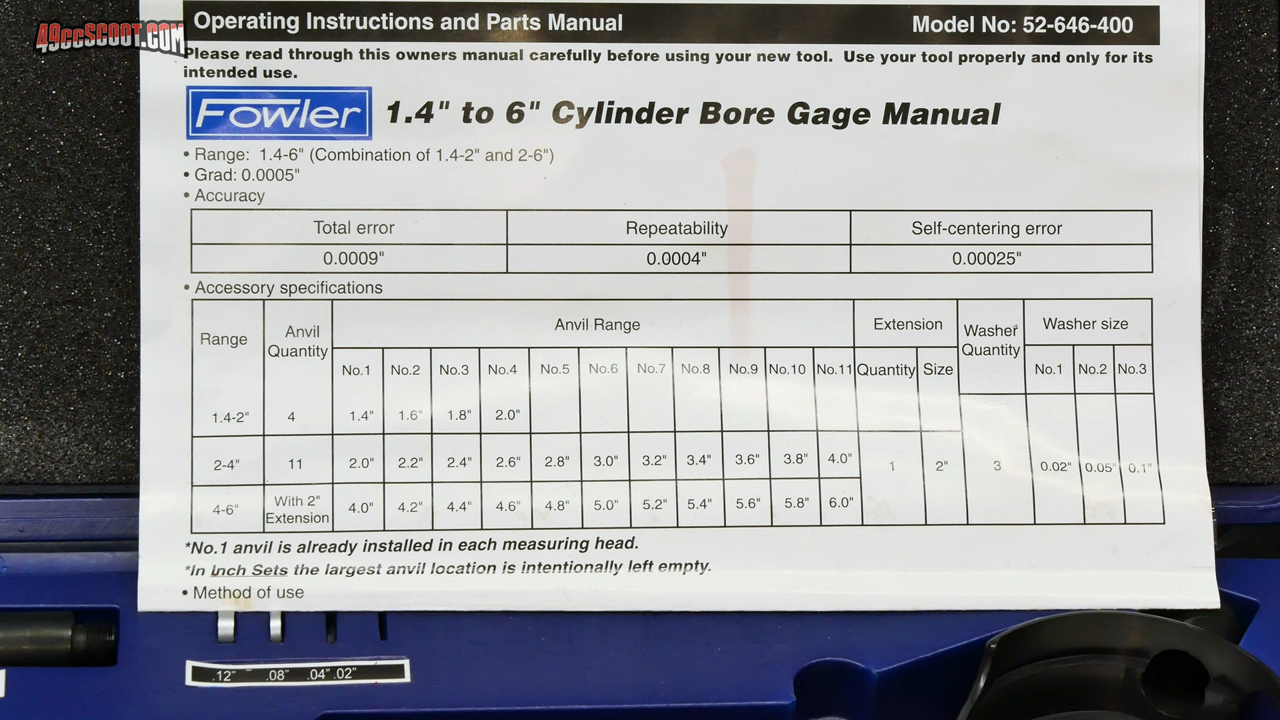 49ccSCOOT.COM
Operating Instructions and Parts Manual Model No: 52-646-400
Please read through this owners manual carefully before using your new tool. Use your tool properly and only for its
intended use.
Fowler 1.4" to 6" Cylinder Bore Gage Manual
• Range: 1.4-6" (Combination of 1.4-2" and 2-6")
• Grad: 0.0005"
• Accuracy
Total error Repeatability Self-centering error
0.0009" 0.0004" 0.00025"
• Accessory specifications
Range Anvil Quantity Anvil Range Extension Washer Quantity Washer size
No.1 No.2 No.3 No.4 No.5 No.6 No.7 No.8 No.9 No.10 No.11 Quantity Size No.1 No.2 No.3
1.4-2" 4 1.4" 1.6" 1.8" 2.0"
2-4" 11 2.0" 2.2" 2.4" 2.6" 2.8" 3.0" 3.2" 3.4" 3.6" 3.8" 4.0" 1 2" 3 0.02" 0.05" 0.1"
4-6" With 2" Extension 4.0" 4.2" 4.4" 4.6" 4.8" 5.0" 5.2" 5.4" 5.6" 5.8" 6.0"
*No.1 anvil is already installed in each measuring head.
*In Inch Sets the largest anvil location is intentionally left empty.
• Method of use
.12" .08" .04" .02"